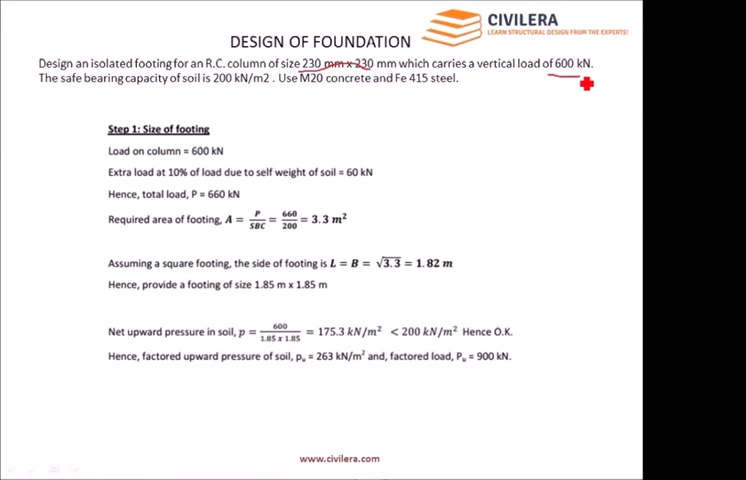 CIVILERA
LEARN STRUCTURAL DESIGN FROM THE EXPERTS!
DESIGN OF FOUNDATION
Design an isolated footing for an R.C. column of size 230 mm x 230 mm which carries a vertical load of 600 kN.
The safe bearing capacity of soil is 200 kN/m2 . Use M20 concrete and Fe 415 steel.
Step 1: Size of footing
Load on column = 600 kN
Extra load at 10% of load due to self weight of soil = 60 kN
Hence, total load, P = 660 kN
Required area of footing, A = P/SBC = 660/200 = 3.3 m²
Assuming a square footing, the side of footing is L = B = √3.3 = 1.82 m
Hence, provide a footing of size 1.85 m x 1.85 m
Net upward pressure in soil, p = 600/1.85 x 1.85 = 175.3 kN/m² < 200 kN/m² Hence O.K.
Hence, factored upward pressure of soil, pᵤ = 263 kN/m² and, factored load, Pᵤ = 900 kN.
www.civilera.com